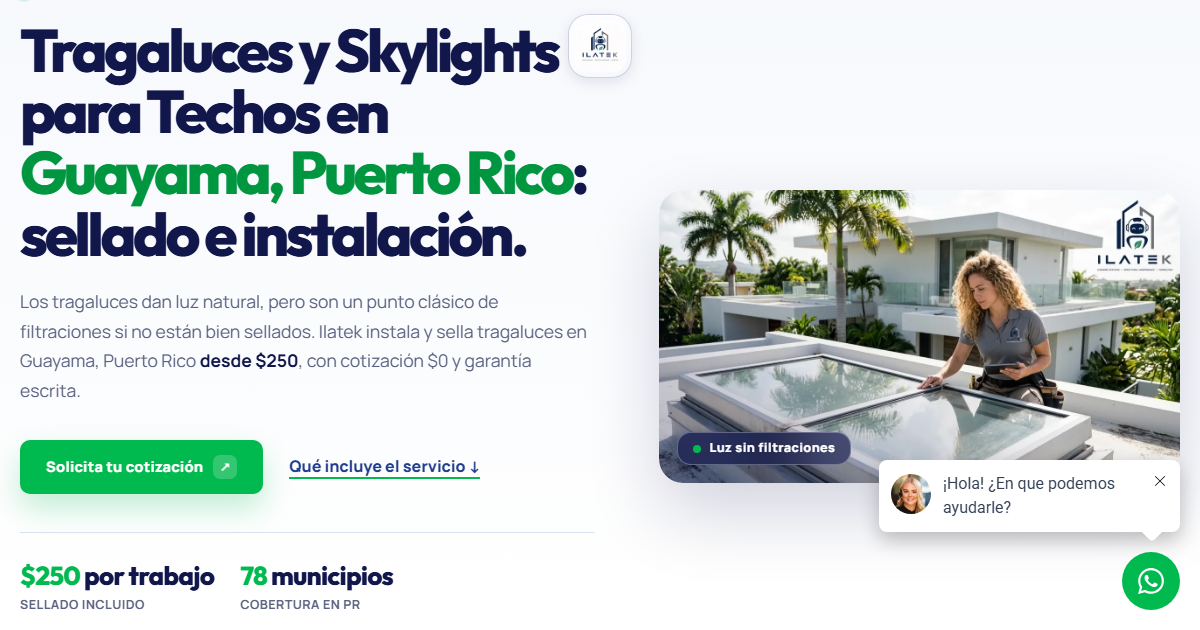 Tragaluces y Skylights
ILATEK
para Techos en
Guayama, Puerto Rico:
sellado e instalación.
Los tragaluces dan luz natural, pero son un punto clásico de
filtraciones si no están bien sellados. Ilatek instala y sella tragaluces en
Guayama, Puerto Rico desde $250, con cotización $0 y garantía
escrita.
Solicita tu cotización ↗
Qué incluye el servicio ↓
$250 por trabajo
SELLADO INCLUIDO
78 municipios
COBERTURA EN PR
ILATEK
Luz sin filtraciones
¡Hola! ¿En que podemos
ayudarle?